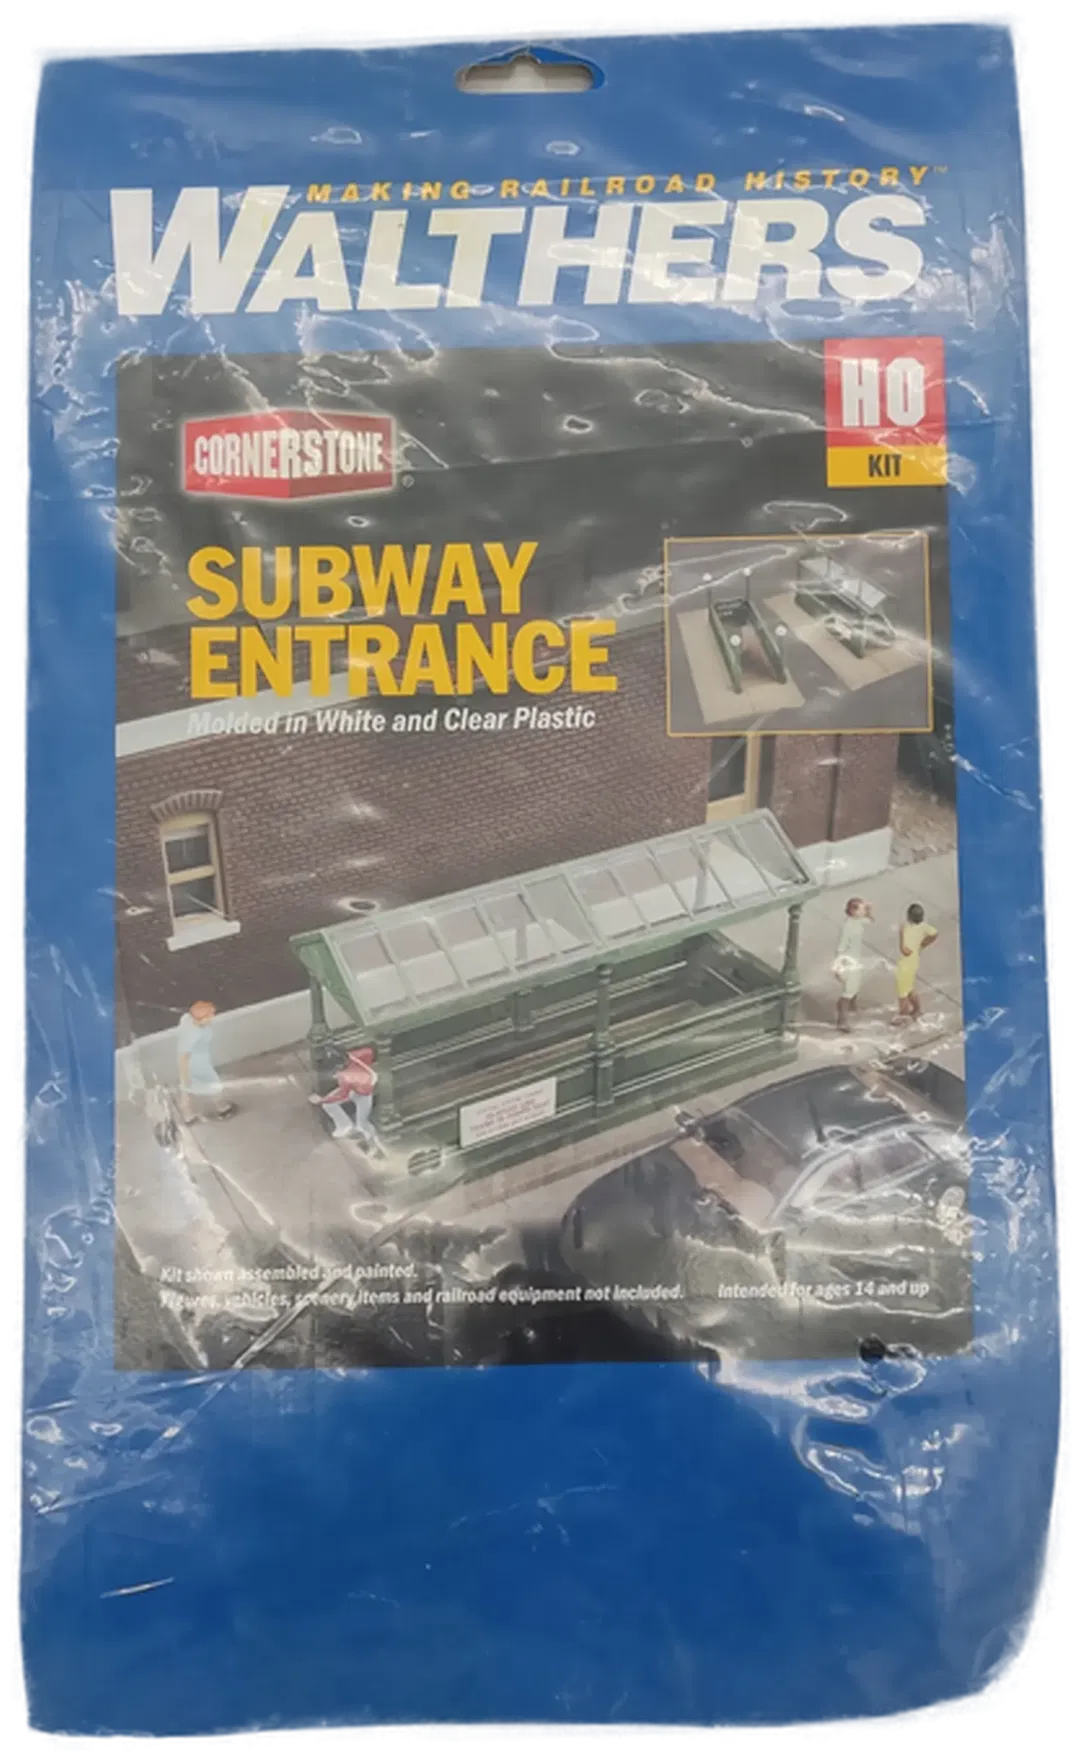 MAKING RAILROAD HISTORY™
WALTHERS
HO
KIT
CORNERSTONE®
SUBWAY
ENTRANCE
Molded in White and Clear Plastic
Kit shown assembled and painted.
Figures, vehicles, scenery items and railroad equipment not included.
Intended for ages 14 and up